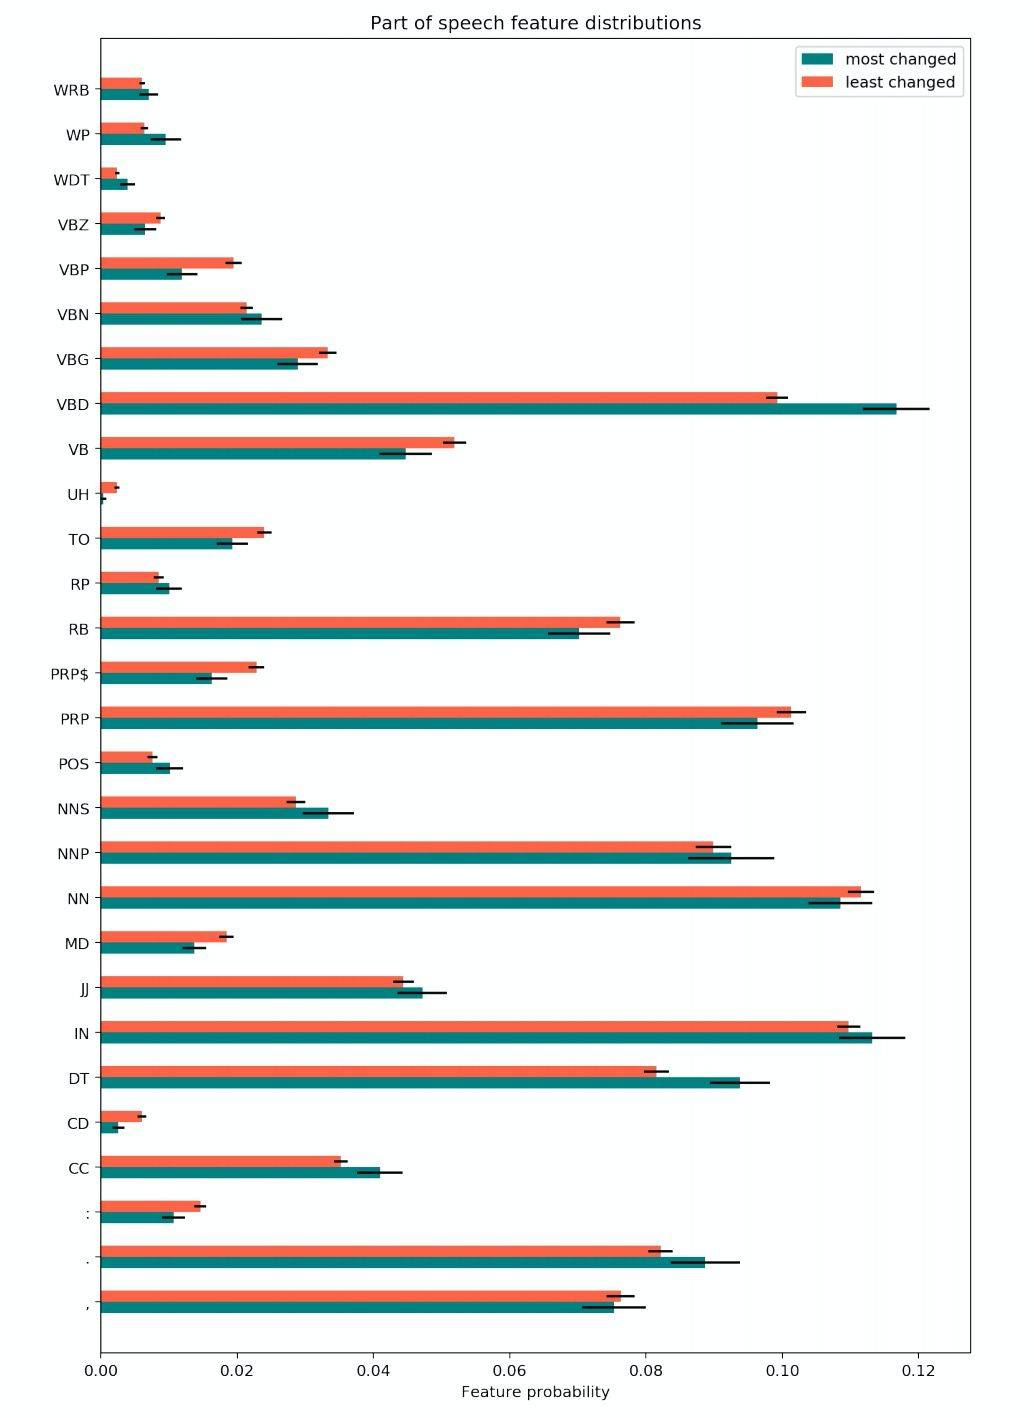 Part of speech feature distributions
most changed
least changed
WRB
WP
WDT
VBZ
VBP
VBN
VBG
VBD
VB
UH
TO
RP
RB
PRP$
PRP
POS
NNS
NNP
NN
MD
JJ
IN
DT
CD
CC
:
.
,
0.00 0.02 0.04 0.06 0.08 0.10 0.12
Feature probability